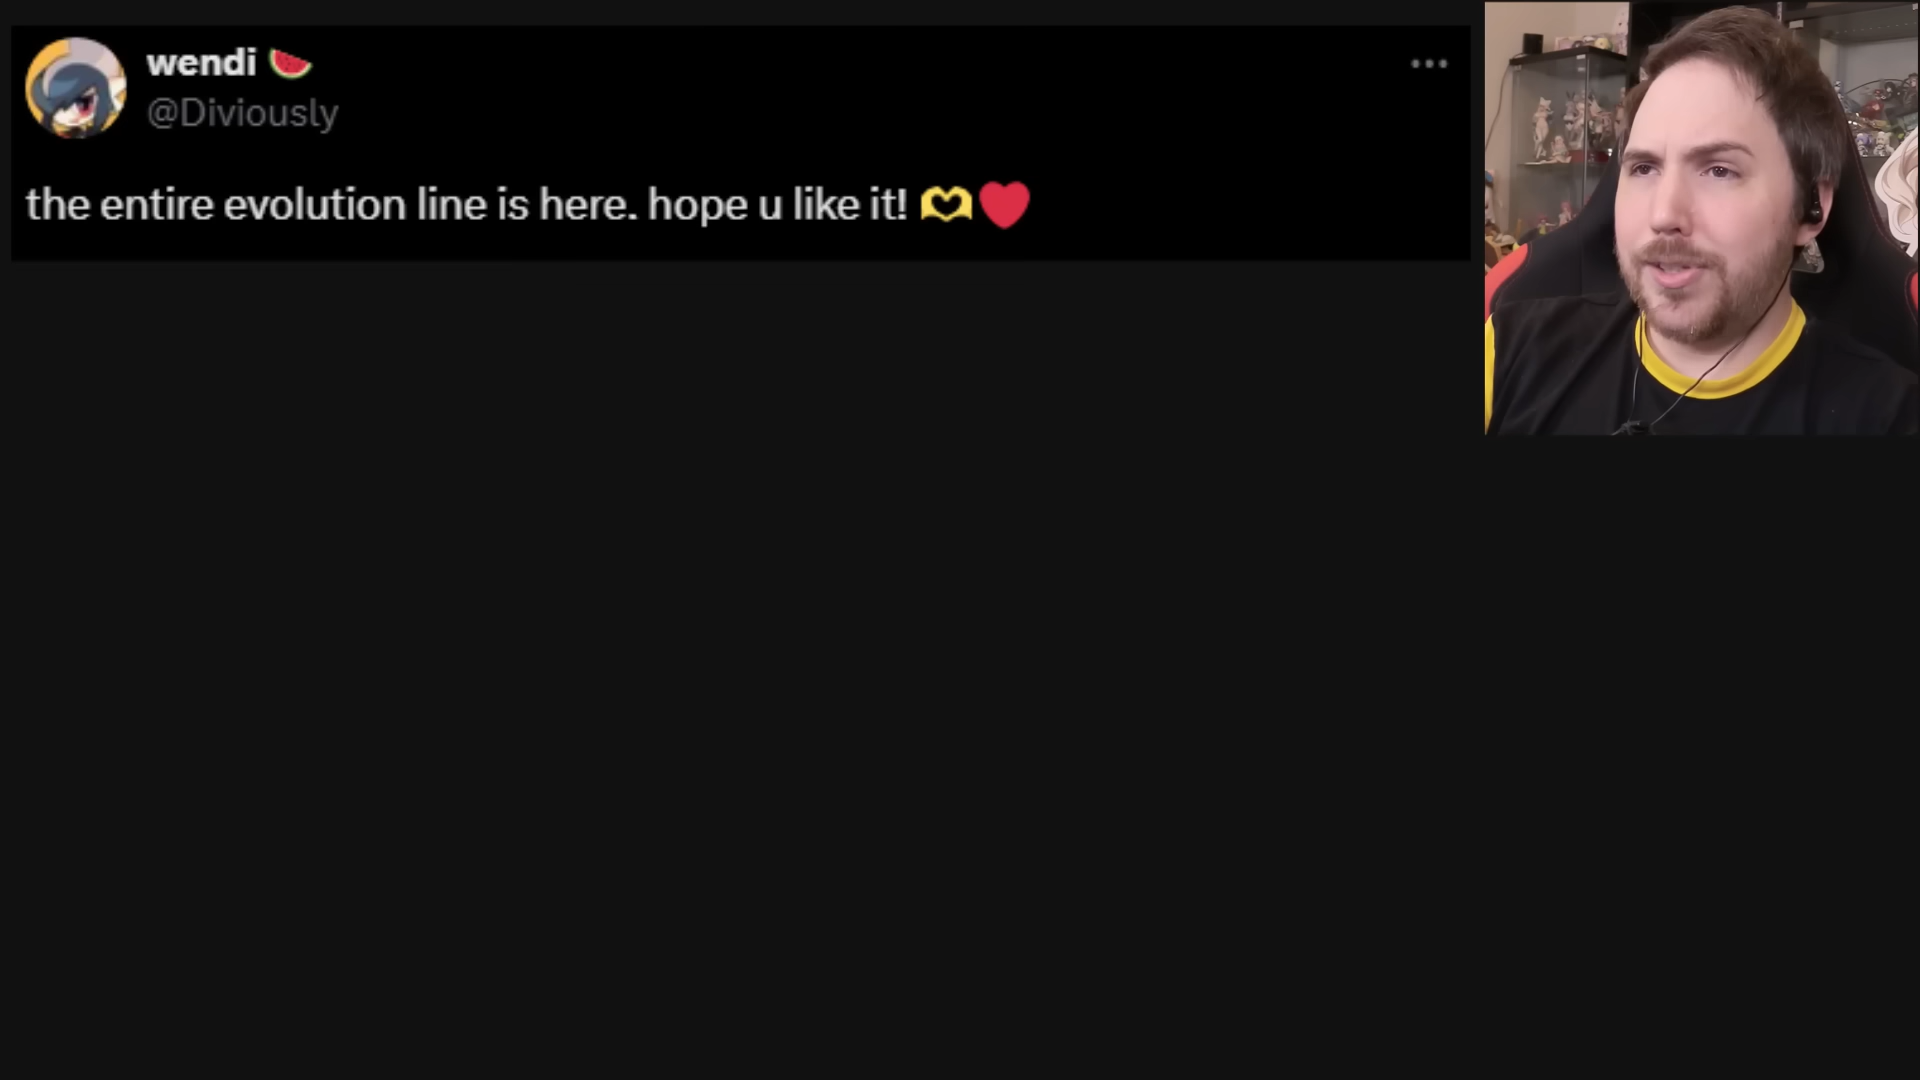 wendi 🍉
@Diviously
the entire evolution line is here. hope u like it! 🫶❤️